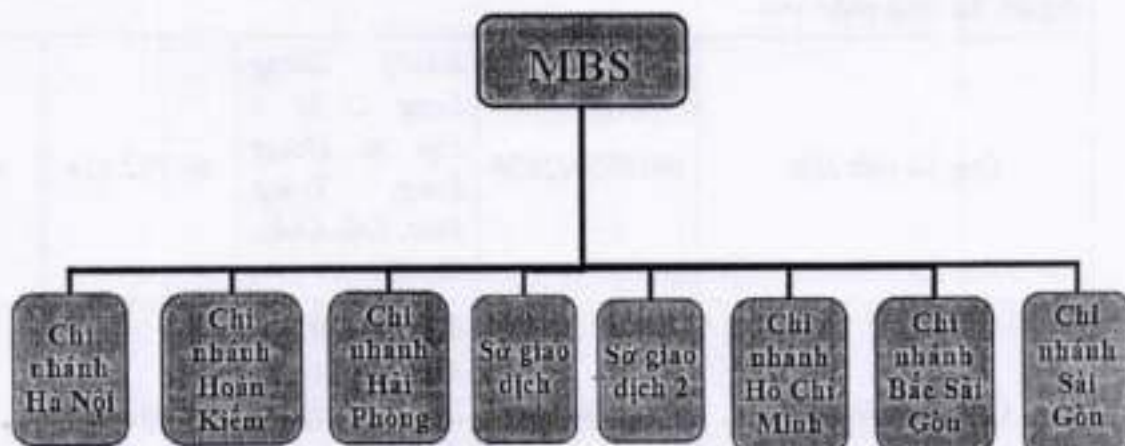 MBS
Chi
nhánh
Hà Nội
Chi
nhánh
Hoàn
Kiếm
Chi
nhánh
Hải
Phòng
Sở giao
dịch
Sở giao
dịch 2
Chi
nhánh
Hồ Chí
Minh
Chi
nhánh
Bắc Sài
Gòn
Chi
nhánh
Sài
Gòn